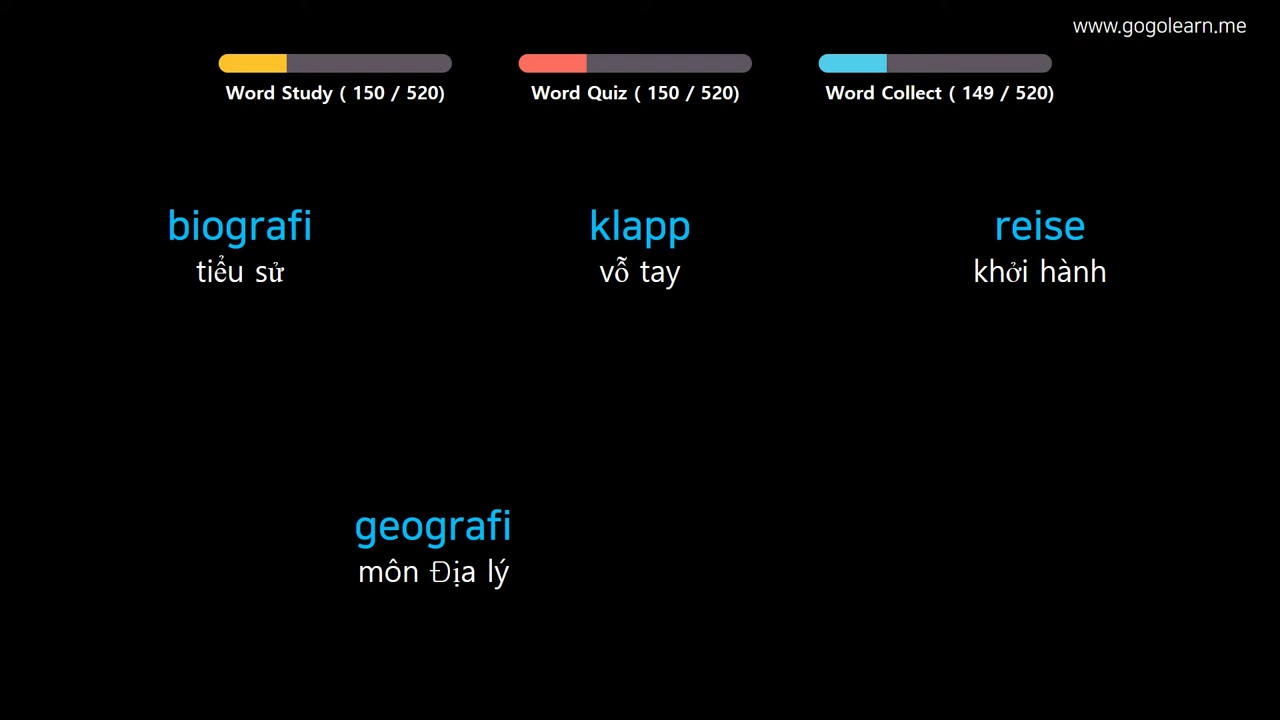 www.gogolearn.me
Word Study ( 150 / 520)
Word Quiz ( 150 / 520)
Word Collect ( 149 / 520)
biografi
tiểu sử
klapp
vỗ tay
reise
khởi hành
geografi
môn Địa lý